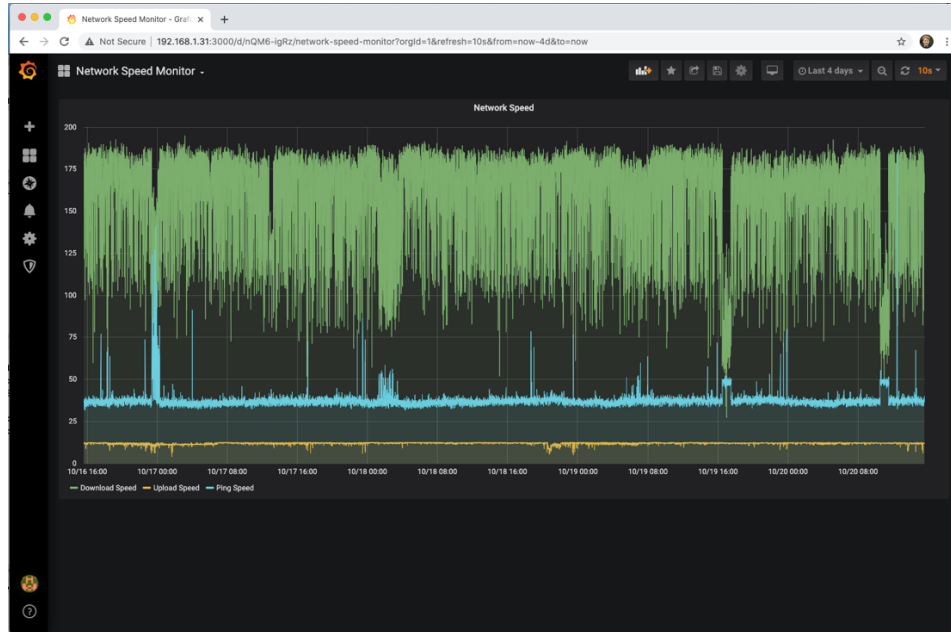 Network Speed Monitor - Graf
Not Secure | 192.168.1.31:3000/d/nQM6-igRz/network-speed-monitor?orgId=1&refresh=10s&from=now-4d&to=now
Network Speed Monitor
Last 4 days
10s
Network Speed
200
175
150
125
100
75
50
25
0
10/16 16:00 10/17 00:00 10/17 08:00 10/17 16:00 10/18 00:00 10/18 08:00 10/18 16:00 10/19 00:00 10/19 08:00 10/19 16:00 10/20 00:00 10/20 08:00
Download Speed Upload Speed Ping Speed